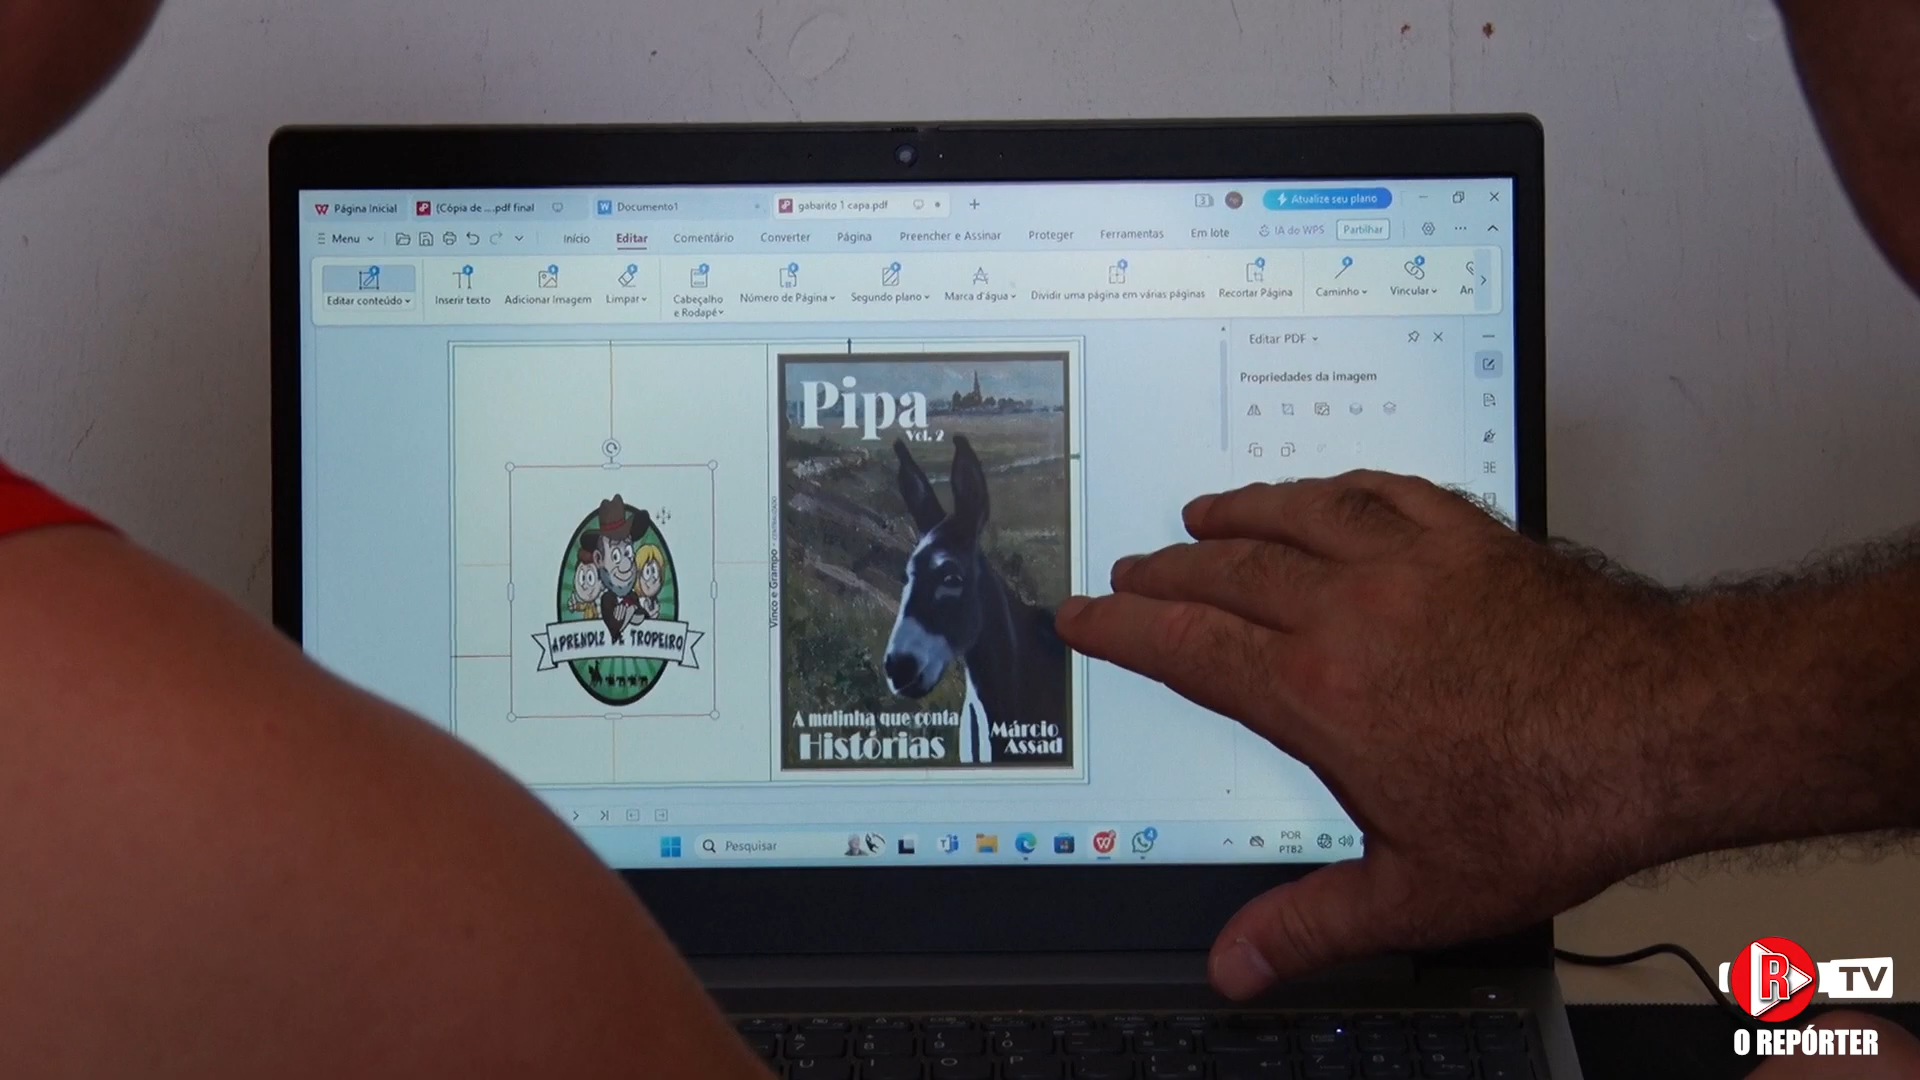 Página Inicial
(Cópia de ....pdf final
Documento1
gabarito 1 capa.pdf
Atualize seu plano
Menu
Início
Editar
Comentário
Converter
Página
Preencher e Assinar
Proteger
Ferramentas
Em lote
IA do WPS
Partilhar
Editar conteúdo
Inserir texto
Adicionar Imagem
Limpar
Cabeçalho
e Rodapé
Número de Página
Segundo plano
Marca d'água
Dividir uma página em várias páginas
Recortar Página
Caminho
Vincular
An
Editar PDF
Propriedades da imagem
Pipa
Vol. 2
Vinco e Grampo
APRENDIZ DE TROPEIRO
A mulinha que conta
Histórias
Márcio
Assad
Pesquisar
POR
PTB2
R TV
O REPÓRTER